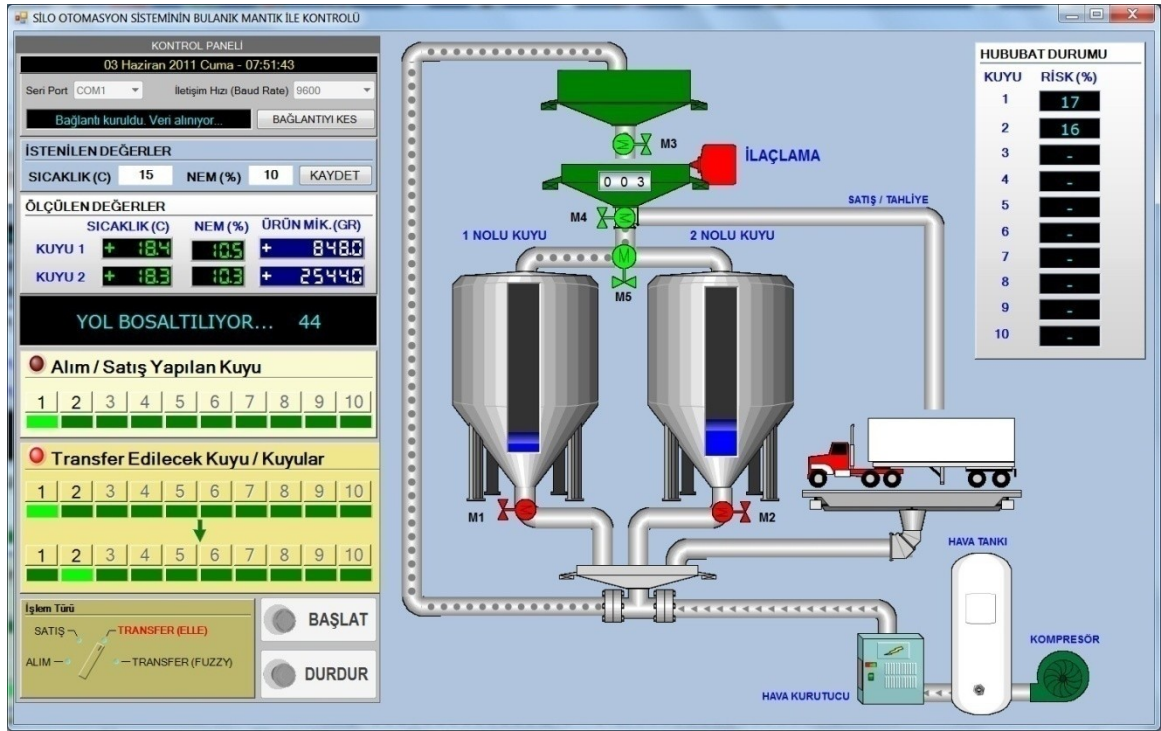 SİLO OTOMASYON SİSTEMİNİN BULANIK MANTIK İLE KONTROLÜ
KONTROL PANELİ
03 Haziran 2011 Cuma - 07:51:43
Seri Port COM1 İletişim Hızı (Baud Rate) 9600
Bağlantı kuruldu. Veri alınıyor... BAĞLANTIYI KES
İSTENİLEN DEĞERLER
SICAKLIK (C) 15 NEM (%) 10 KAYDET
ÖLÇÜLEN DEĞERLER
SICAKLIK (C) NEM (%) ÜRÜN MİK.(GR)
KUYU 1 + 18.4 10.5 + 848.0
KUYU 2 + 18.3 10.3 + 2544.0
YOL BOSALTILIYOR... 44
Alım / Satış Yapılan Kuyu
1 2 3 4 5 6 7 8 9 10
Transfer Edilecek Kuyu / Kuyular
1 2 3 4 5 6 7 8 9 10
1 2 3 4 5 6 7 8 9 10
İşlem Türü
SATIŞ TRANSFER (ELLE)
ALIM TRANSFER (FUZZY)
BAŞLAT
DURDUR
M3
İLAÇLAMA
0 0 3
M4
SATIŞ / TAHLİYE
1 NOLU KUYU
2 NOLU KUYU
M
M5
M1
M2
HAVA TANKI
KOMPRESÖR
HAVA KURUTUCU
HUBUBAT DURUMU
KUYU RİSK (%)
1 17
2 16
3 -
4 -
5 -
6 -
7 -
8 -
9 -
10 -